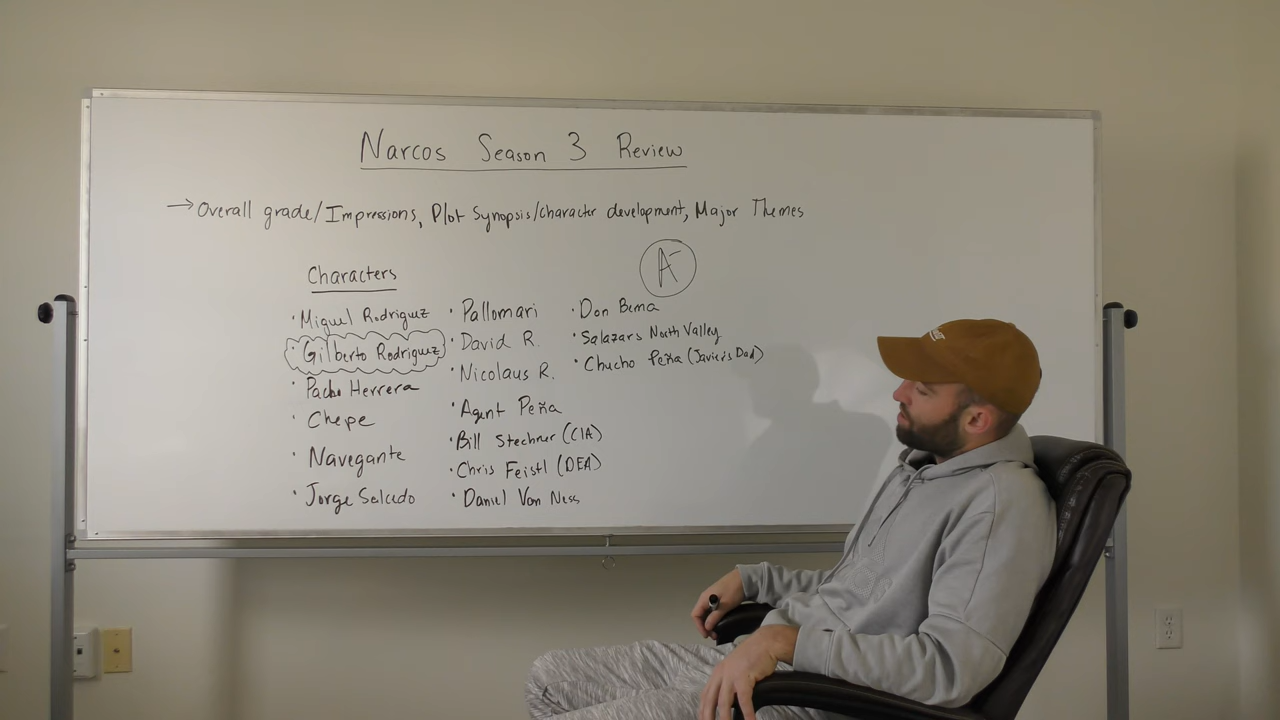 Narcos Season 3 Review
→ Overall grade/Impressions, Plot Synopsis/character development, Major Themes
A-
Characters
· Miguel Rodriguez
· Gilberto Rodriguez
· Pacho Herrera
· Chepe
· Navegante
· Jorge Salcedo
· Pallomari
· David R.
· Nicolaus R.
· Agent Peña
· Bill Stechner (CIA)
· Chris Feistl (DEA)
· Daniel Van Ness
· Don Berna
· Salazars North Valley
· Chucho Peña (Javier's Dad)